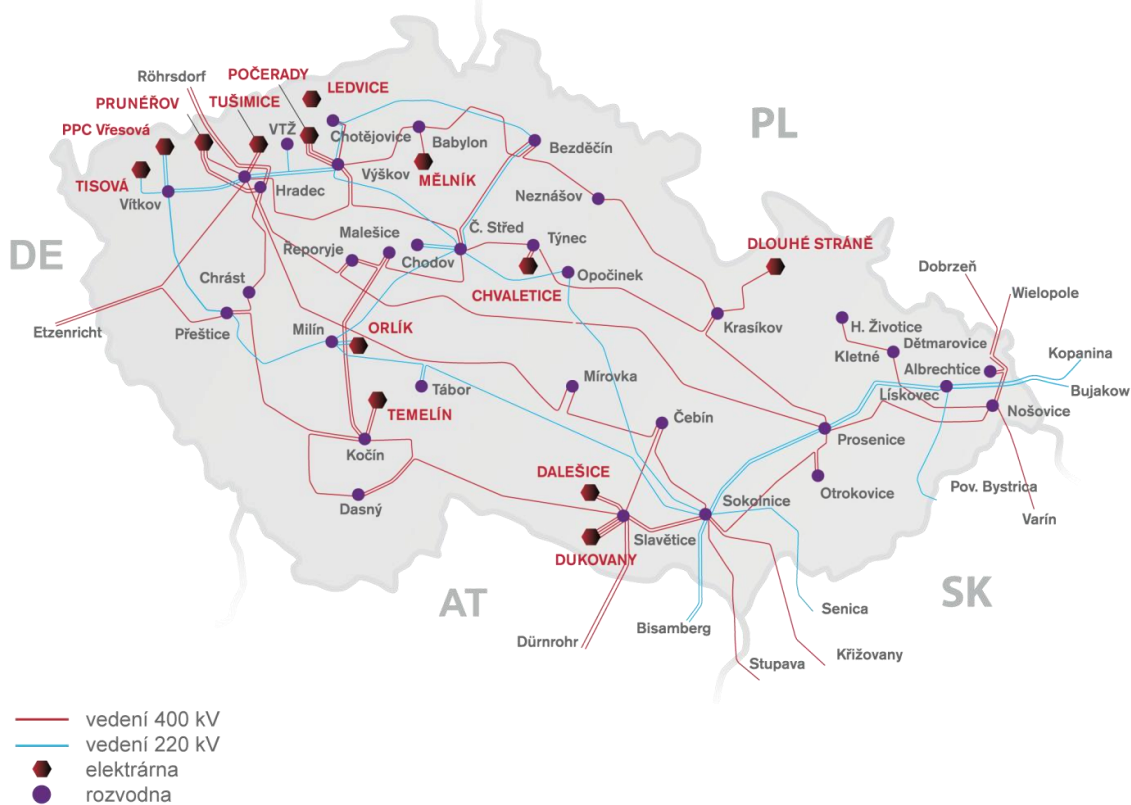 POČERADY
LEDVICE
Röhrsdorf
PRUNÉŘOV
TUŠIMICE
PPC Vřesová
VTŽ
Chotějovice
Babylon
Bezděčín
PL
TISOVÁ
Výškov
MĚLNÍK
Vítkov
Hradec
Neznášov
Malešice
Č. Střed
Týnec
DE
Řeporyje
Chodov
DLOUHÉ STRÁNĚ
Chrást
Opočinek
Dobrzeń
CHVALETICE
Wielopole
Etzenricht
Přeštice
Milín
ORLÍK
Krasíkov
H. Životice
Dětmarovice
Kletné
Kopanina
Albrechtice
Mírovka
Tábor
Lískovec
Bujakow
TEMELÍN
Čebín
Nošovice
Kočín
Prosenice
DALEŠICE
Dasný
Sokolnice
Otrokovice
Pov. Bystrica
Varín
Slavětice
DUKOVANY
AT
SK
Senica
Bisamberg
Dürnrohr
Křižovany
Stupava
vedení 400 kV
vedení 220 kV
elektrárna
rozvodna